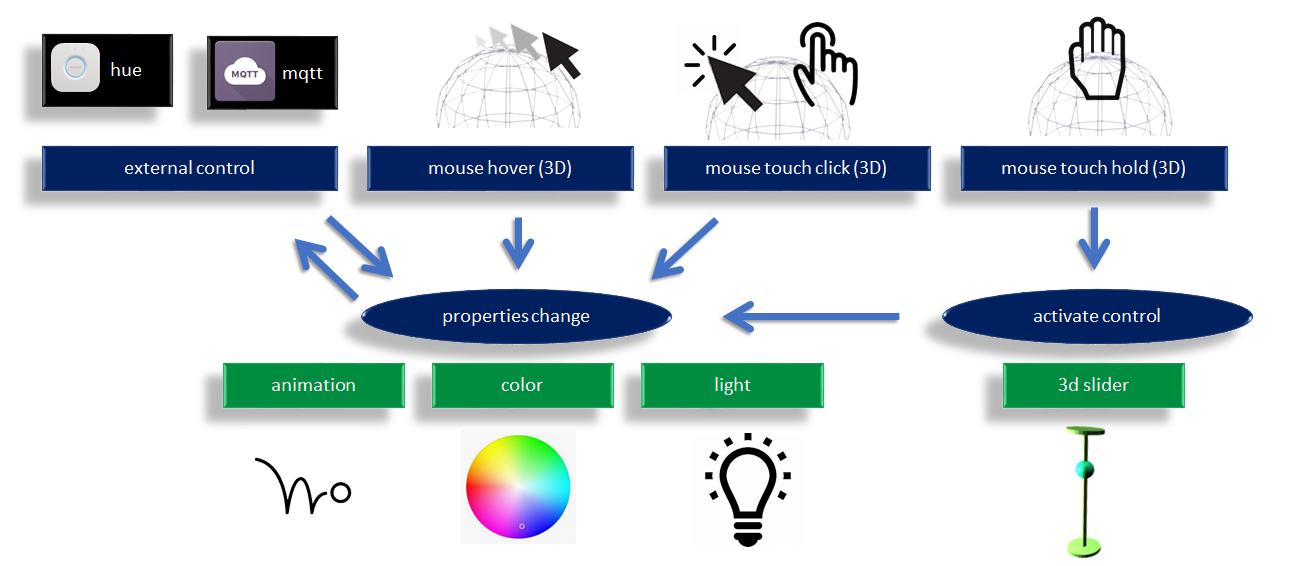 hue
MQTT
mqtt
external control
mouse hover (3D)
mouse touch click (3D)
mouse touch hold (3D)
properties change
activate control
animation
color
light
3d slider